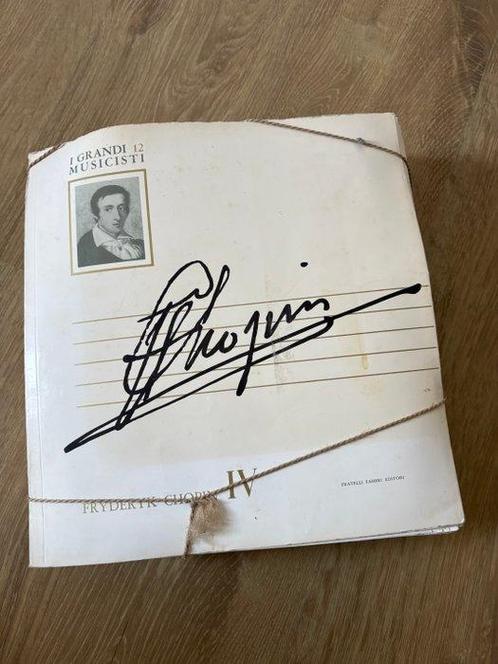 I GRANDI 12
MUSICISTI
FChopin
FRYDERYK CHOPIN IV
FRATELLI FABBRI EDITORI